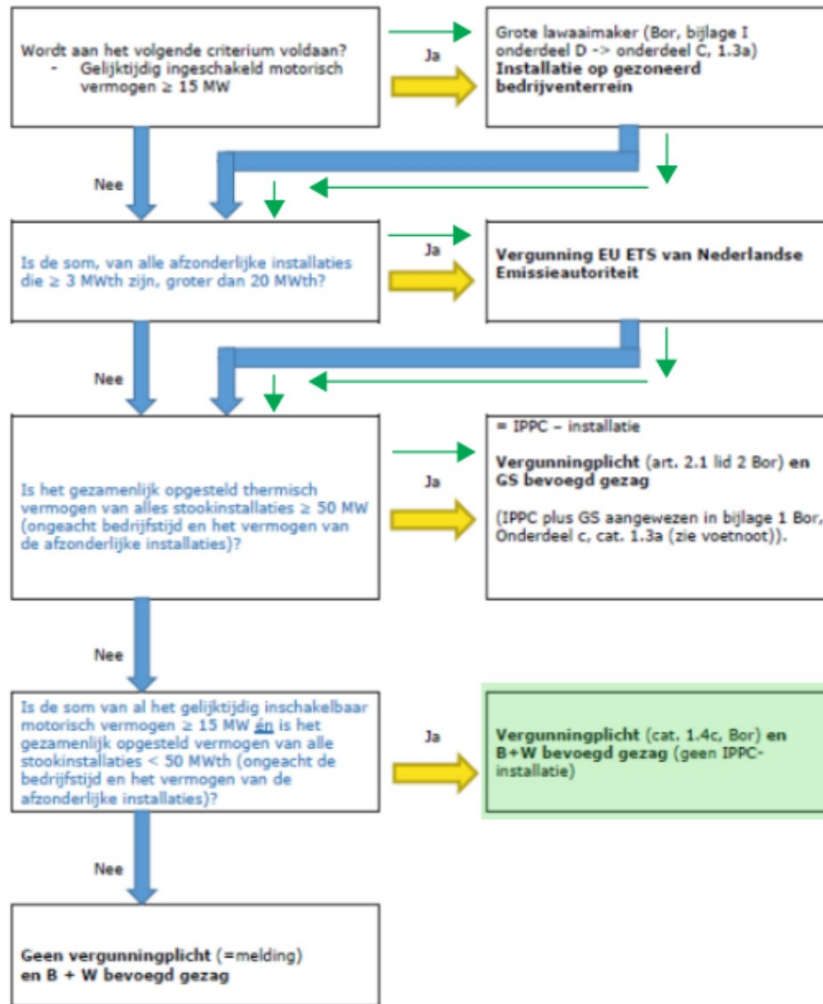 Wordt aan het volgende criterium voldaan?
- Gelijktijdig ingeschakeld motorisch
vermogen ≥ 15 MW
Ja
Grote lawaaimaker (Bor, bijlage I
onderdeel D -> onderdeel C, 1.3a)
Installatie op gezoneerd
bedrijventerrein
Nee
Is de som, van alle afzonderlijke installaties
die ≥ 3 MWth zijn, groter dan 20 MWth?
Ja
Vergunning EU ETS van Nederlandse
Emissieautoriteit
Nee
Is het gezamenlijk opgesteld thermisch
vermogen van alles stookinstallaties ≥ 50 MW
(ongeacht bedrijfstijd en het vermogen van
de afzonderlijke installaties)?
Ja
= IPPC – installatie
Vergunningplicht (art. 2.1 lid 2 Bor) en
GS bevoegd gezag
(IPPC plus GS aangewezen in bijlage 1 Bor,
Onderdeel c, cat. 1.3a (zie voetnoot)).
Nee
Is de som van al het gelijktijdig inschakelbaar
motorisch vermogen ≥ 15 MW én is het
gezamenlijk opgesteld vermogen van alle
stookinstallaties < 50 MWth (ongeacht de
bedrijfstijd en het vermogen van de
afzonderlijke installaties)?
Ja
Vergunningplicht (cat. 1.4c, Bor) en
B+W bevoegd gezag (geen IPPC-
installatie)
Nee
Geen vergunningplicht (=melding)
en B + W bevoegd gezag